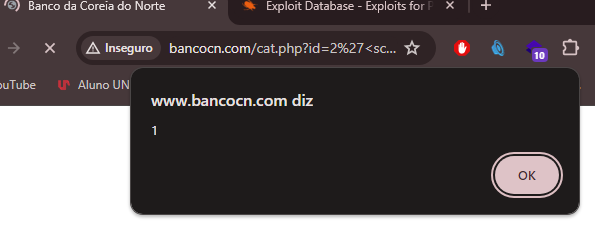 Banco da Coreia do Norte
Exploit Database - Exploits for P
Inseguro
bancocn.com/cat.php?id=2%27<sc...
10
ouTube
Aluno UN
www.bancocn.com diz
1
OK